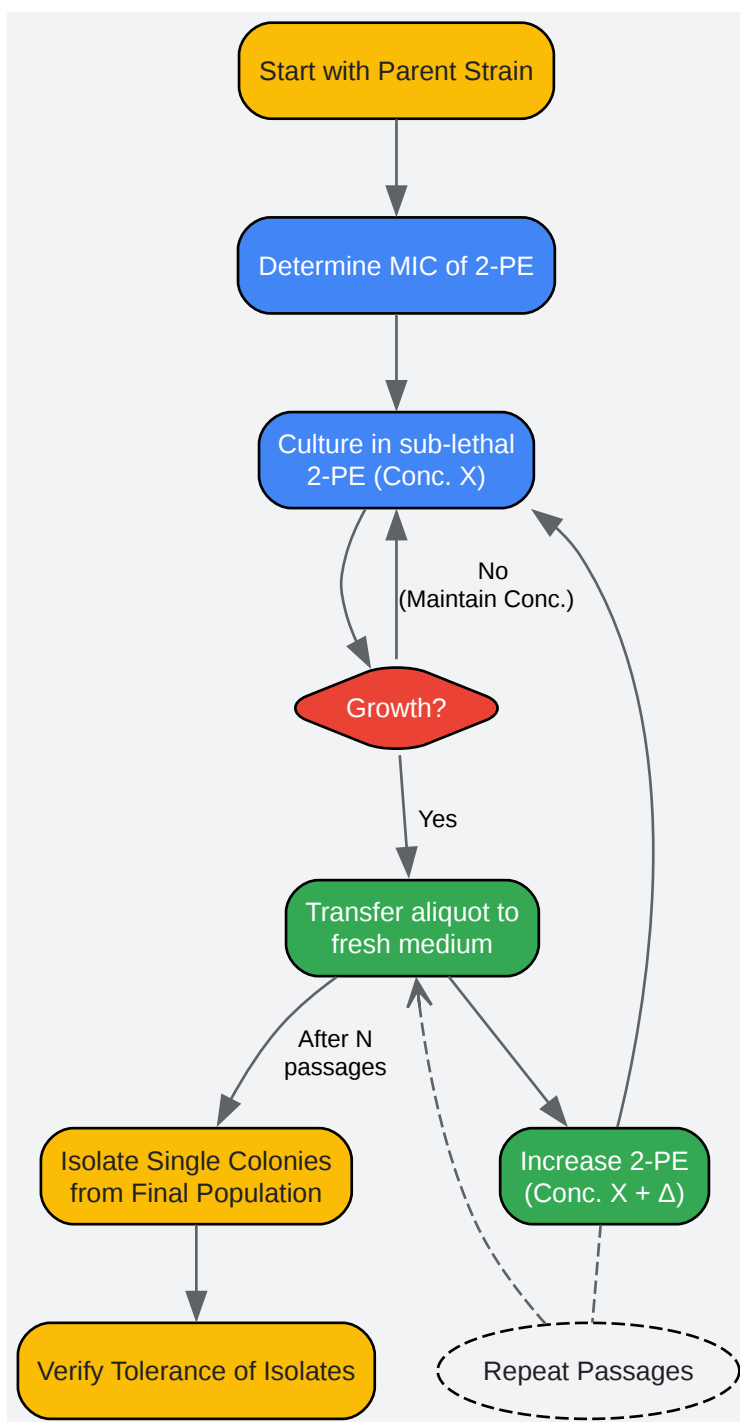 Start with Parent Strain
Determine MIC of 2-PE
Culture in sub-lethal
2-PE (Conc. X)
No
(Maintain Conc.)
Growth?
Yes
Transfer aliquot to
fresh medium
After N
passages
Isolate Single Colonies
from Final Population
Increase 2-PE
(Conc. X + Δ)
Verify Tolerance of Isolates
Repeat Passages